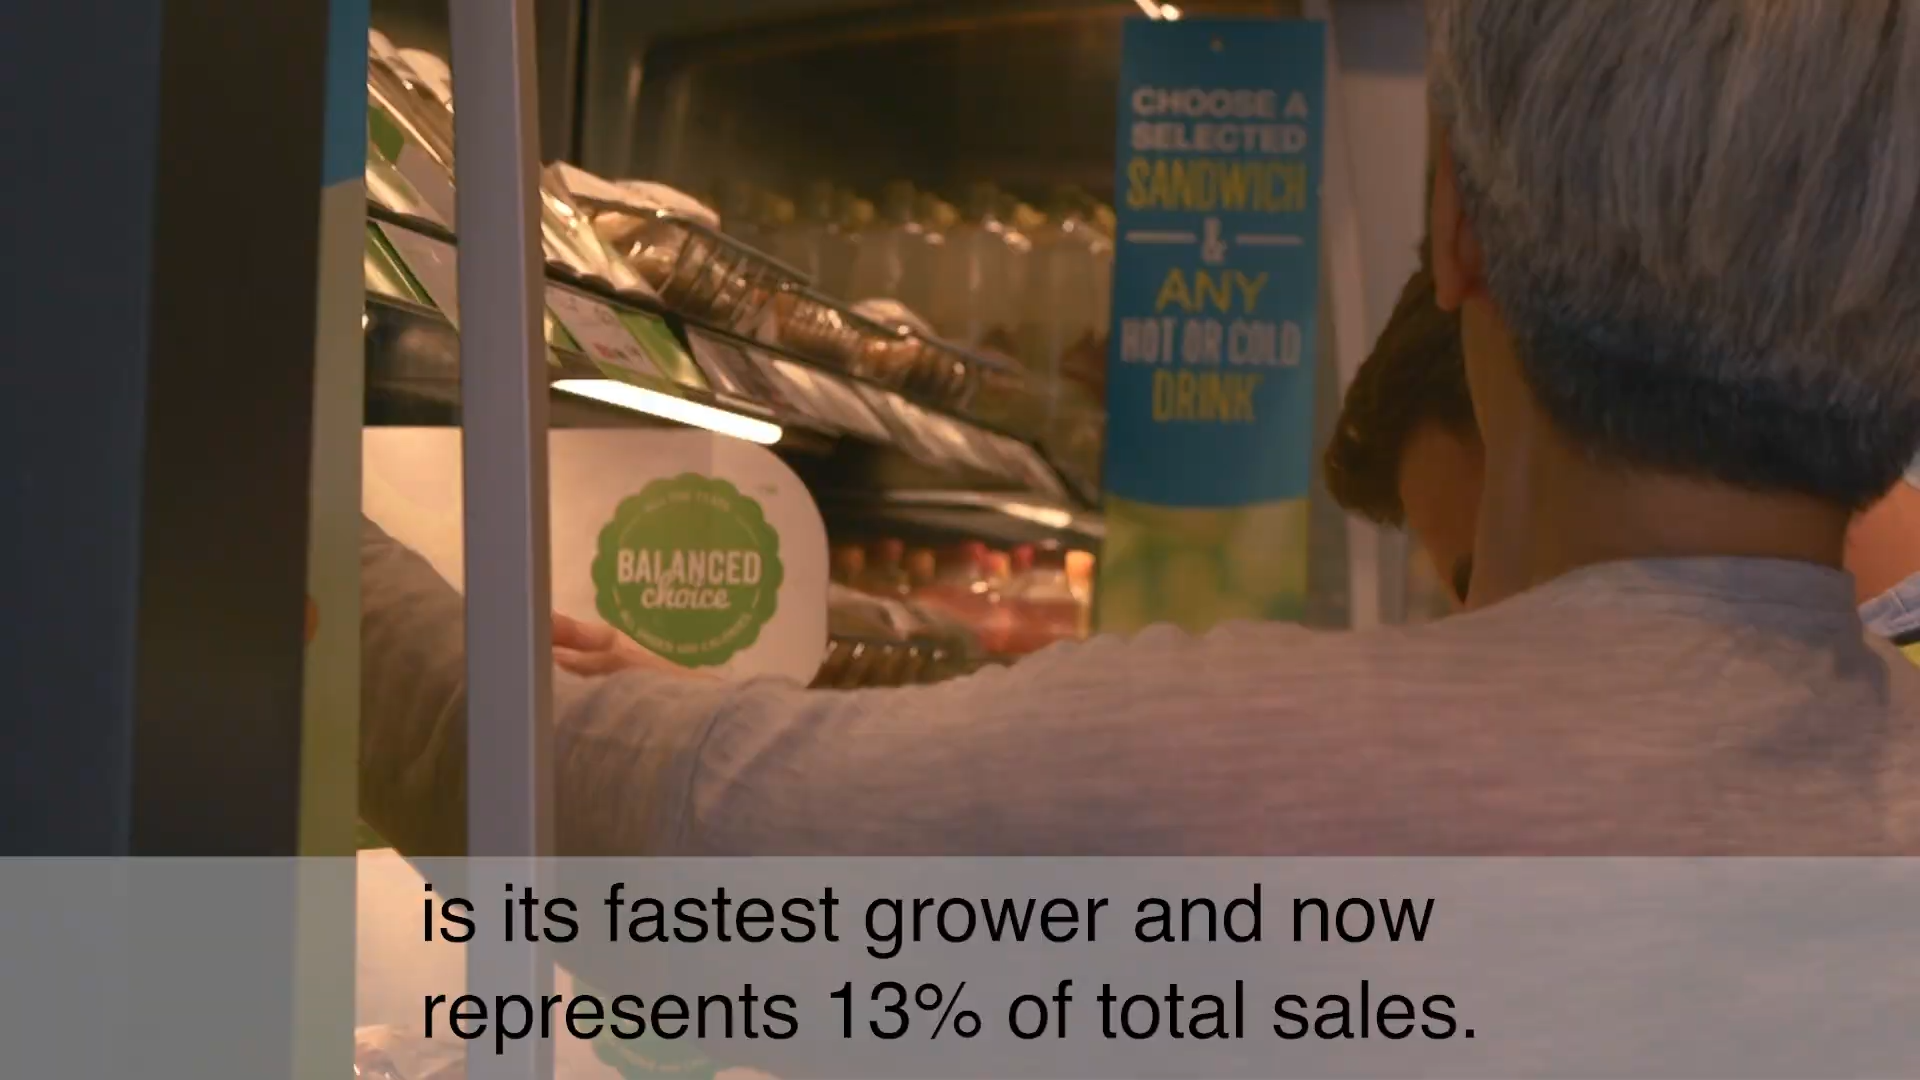 CHOOSE A
SELECTED
SANDWICH
&
ANY
HOT OR COLD
DRINK
BALANCED
choice
is its fastest grower and now
represents 13% of total sales.